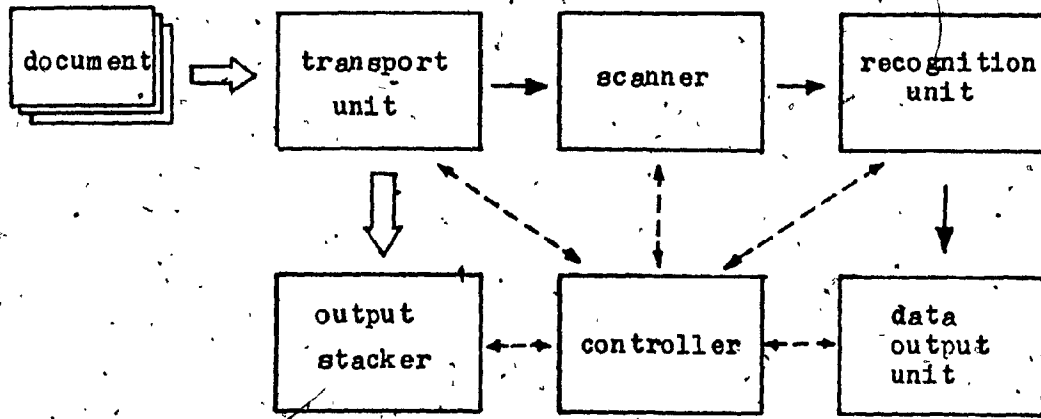 document
transport
unit
scanner
recognition
unit
output
stacker
controller
data
output
unit